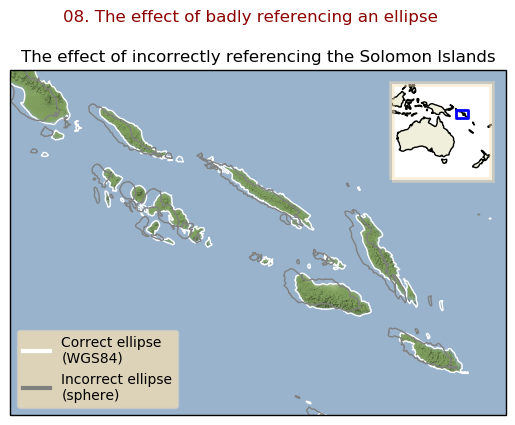 08. The effect of badly referencing an ellipse
The effect of incorrectly referencing the Solomon Islands
Correct ellipse
(WGS84)
Incorrect ellipse
(sphere)